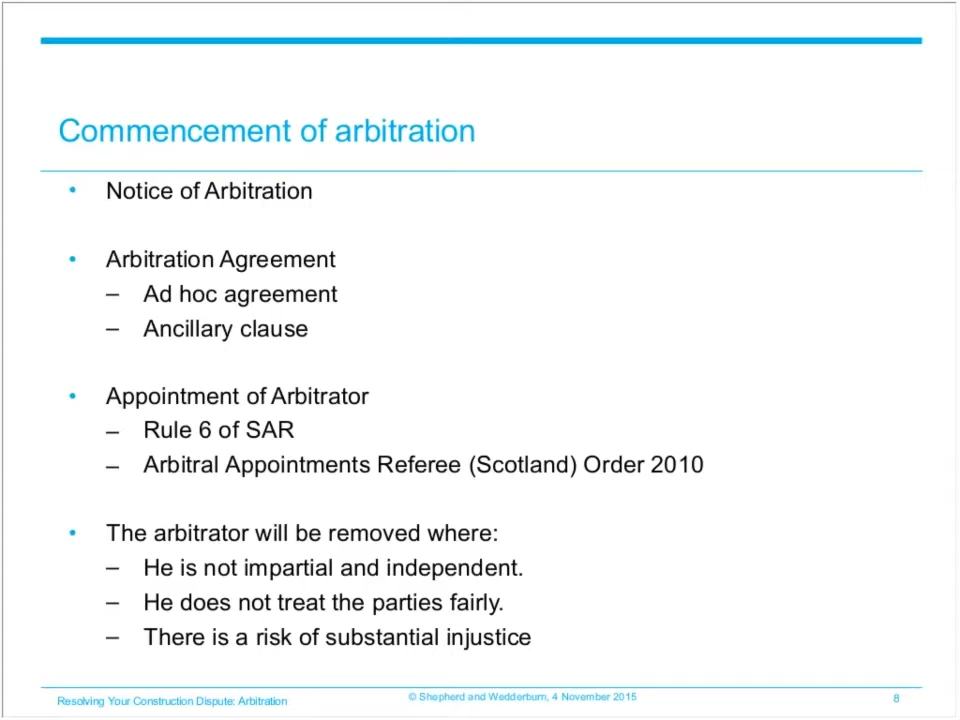 Commencement of arbitration
• Notice of Arbitration
• Arbitration Agreement
– Ad hoc agreement
– Ancillary clause
• Appointment of Arbitrator
– Rule 6 of SAR
– Arbitral Appointments Referee (Scotland) Order 2010
• The arbitrator will be removed where:
– He is not impartial and independent.
– He does not treat the parties fairly.
– There is a risk of substantial injustice
Resolving Your Construction Dispute: Arbitration © Shepherd and Wedderburn, 4 November 2015 8